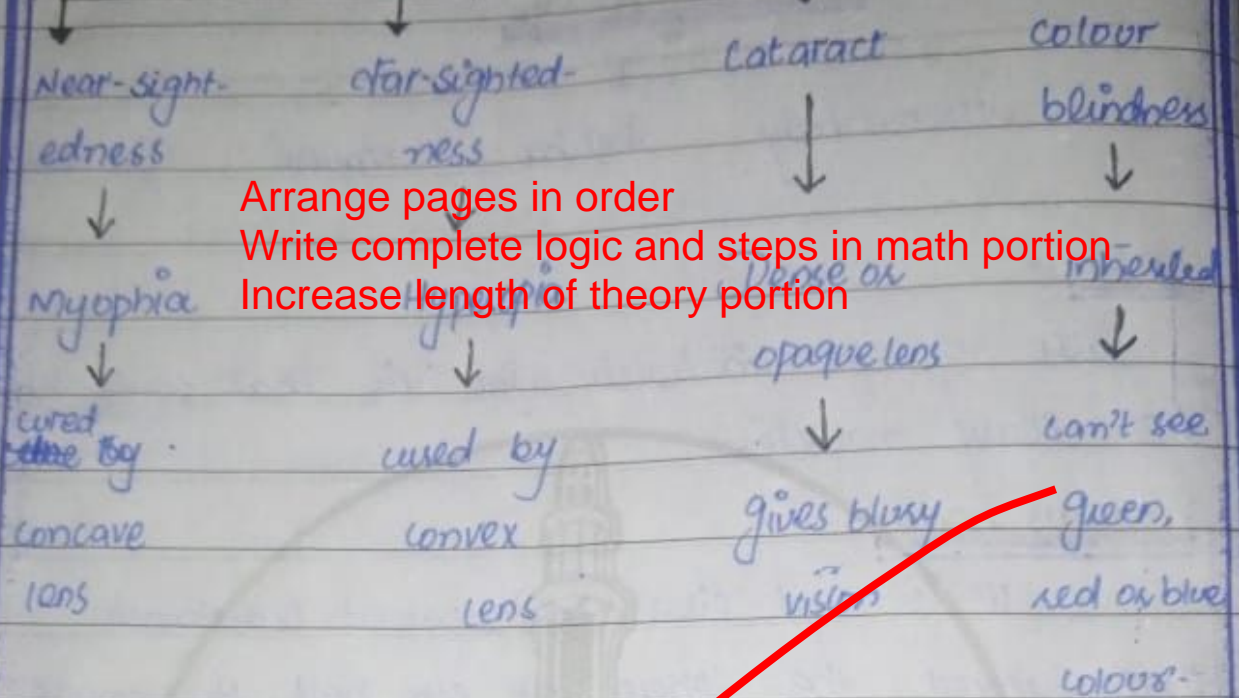 Near-sight-
edness
Myophia
cured
by
concave
lens
Far-sighted-
ness
cured by
convex
lens
Cataract
Dense or
opaque lens
gives blury
vision
Colour
blindness
inherited
can't see
green,
red or blue
colour.
Arrange pages in order
Write complete logic and steps in math portion
Increase length of theory portion